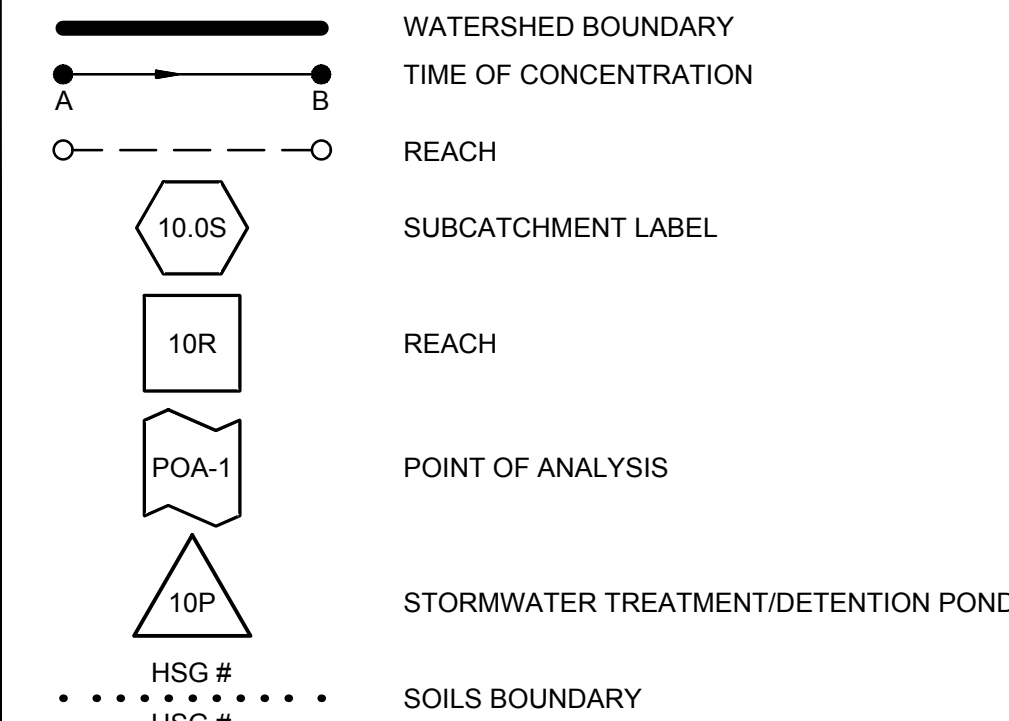 WATERSHED BOUNDARY
TIME OF CONCENTRATION
A B
REACH
10.0S SUBCATCHMENT LABEL
10R REACH
POA-1 POINT OF ANALYSIS
10P STORMWATER TREATMENT/DETENTION POND
HSG #
SOILS BOUNDARY
HSG #